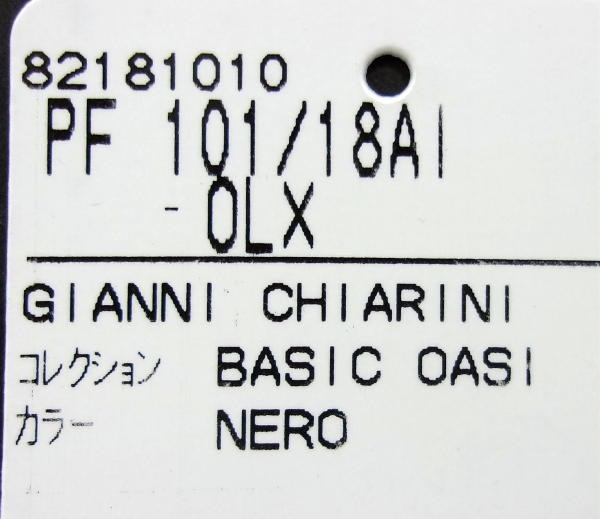 82181010
PF 101/18AI
-OLX
GIANNI CHIARINI
コレクション BASIC OASI
カラー NERO